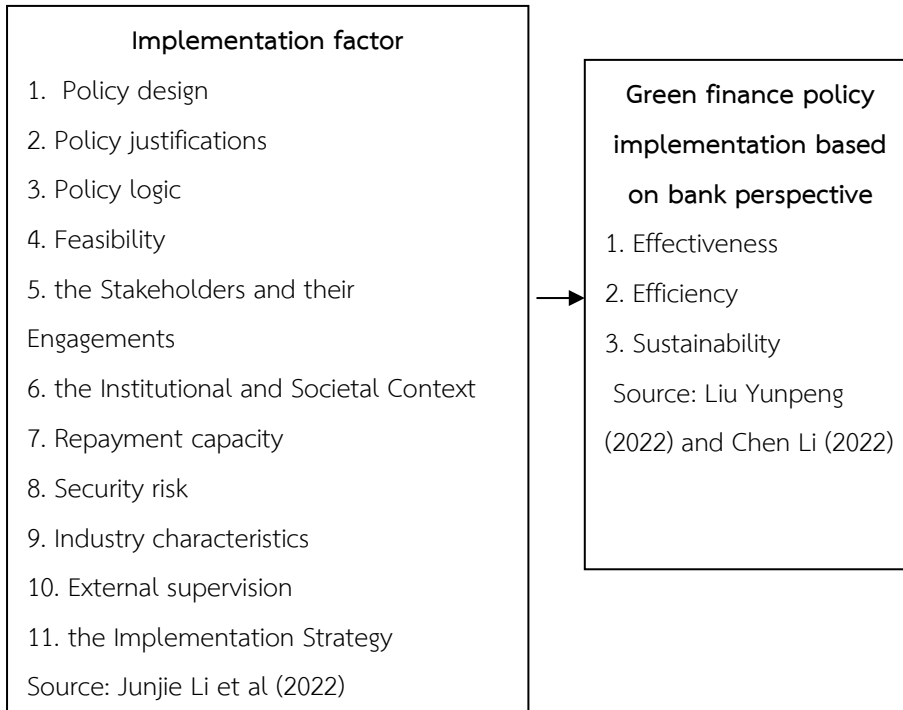 Implementation factor
1. Policy design
2. Policy justifications
3. Policy logic
4. Feasibility
5. the Stakeholders and their
Engagements
6. the Institutional and Societal Context
7. Repayment capacity
8. Security risk
9. Industry characteristics
10. External supervision
11. the Implementation Strategy
Source: Junjie Li et al (2022)
Green finance policy
implementation based
on bank perspective
1. Effectiveness
2. Efficiency
3. Sustainability
Source: Liu Yunpeng
(2022) and Chen Li (2022)